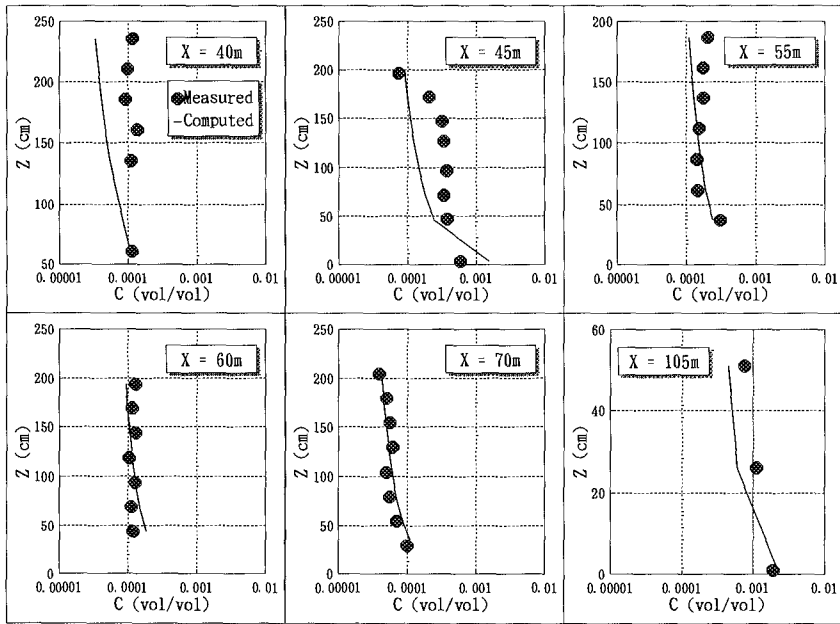 250
200
150
100
50
Z (cm)
X = 40m
Measured
Computed
0.00001 0.0001 0.001 0.01
C (vol/vol)
250
200
150
100
50
0
Z (cm)
X = 45m
0.00001 0.0001 0.001 0.01
C (vol/vol)
200
150
100
50
0
Z (cm)
X = 55m
0.00001 0.0001 0.001 0.01
C (vol/vol)
250
200
150
100
50
0
Z (cm)
X = 60m
0.00001 0.0001 0.001 0.01
C (vol/vol)
250
200
150
100
50
0
Z (cm)
X = 70m
0.00001 0.0001 0.001 0.01
C (vol/vol)
60
40
20
0
Z (cm)
X = 105m
0.00001 0.0001 0.001 0.01
C (vol/vol)